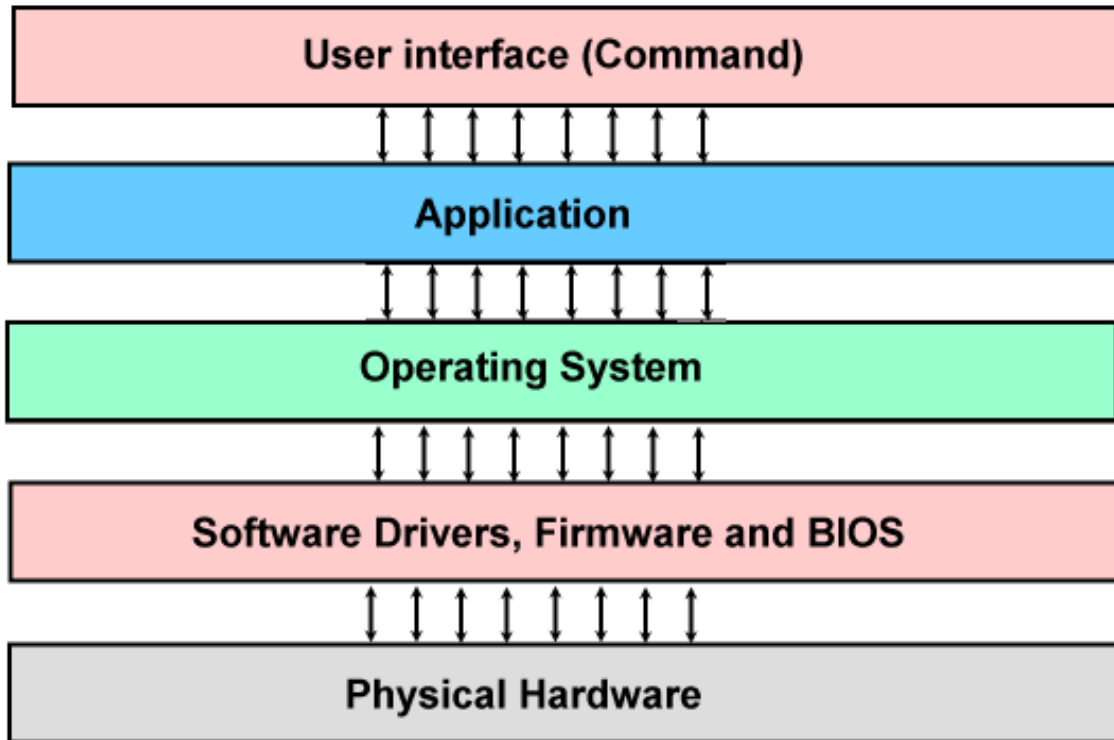 User interface (Command)
Application
Operating System
Software Drivers, Firmware and BIOS
Physical Hardware